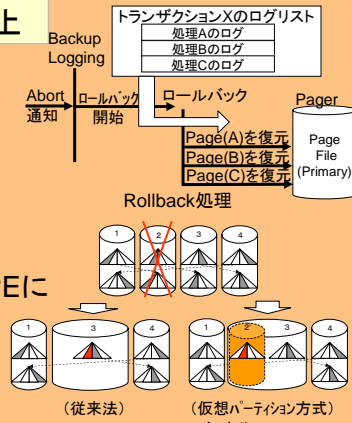 上
トランザクションXのログリスト
処理Aのログ
処理Bのログ
処理Cのログ
Backup
Logging
Abort
通知
ロールバック
開始
ロールバック
Pager
Page(A)を復元
Page(B)を復元
Page(C)を復元
Page
File
(Primary)
Rollback処理
1 2 3 4
Eに
1 3 4
1 2 3 4
（従来法）
（仮想パーティション方式）